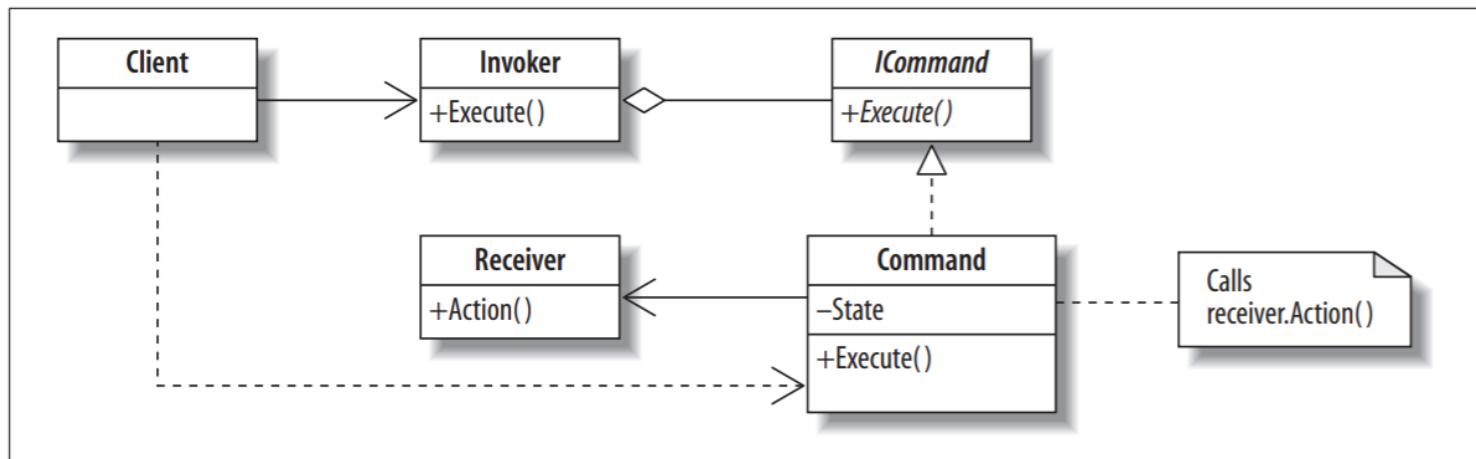 Client
Invoker
+Execute()
ICommand
+Execute()
Receiver
+Action()
Command
–State
+Execute()
Calls
receiver.Action()